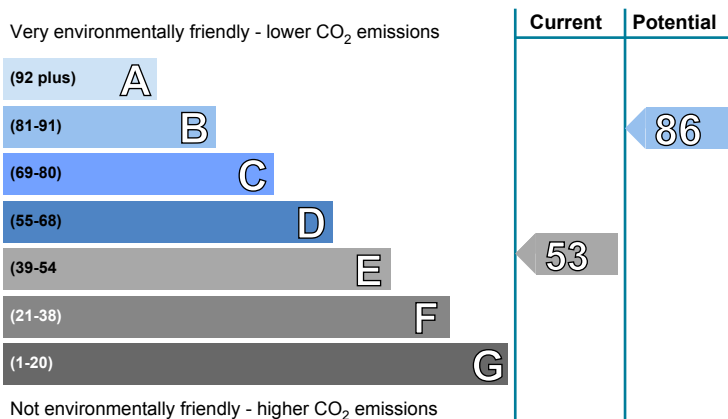 Current Potential
Very environmentally friendly - lower CO2 emissions
(92 plus) A
(81-91) B
86
(69-80) C
(55-68) D
53
(39-54 E
(21-38) F
(1-20) G
Not environmentally friendly - higher CO2 emissions